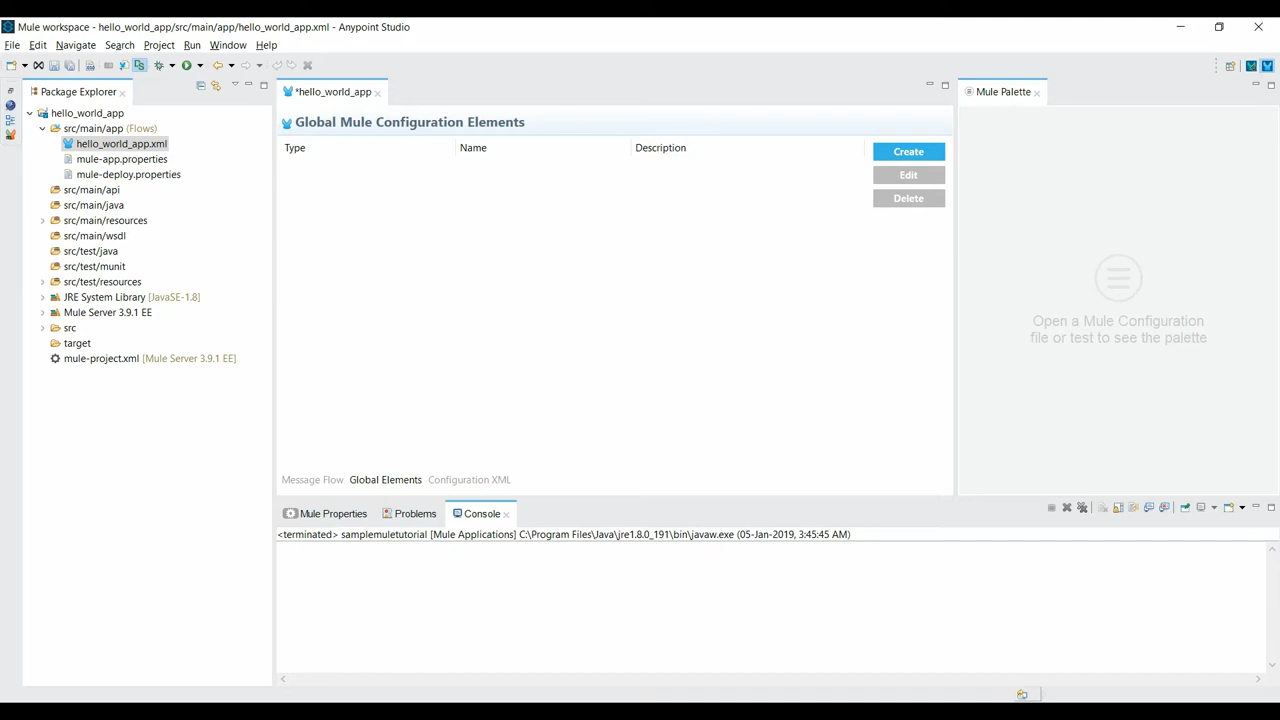 Mule workspace - hello_world_app/src/main/app/hello_world_app.xml - Anypoint Studio
File Edit Navigate Search Project Run Window Help
Package Explorer
hello_world_app
src/main/app (Flows)
hello_world_app.xml
mule-app.properties
mule-deploy.properties
src/main/api
src/main/java
src/main/resources
src/main/wsdl
src/test/java
src/test/munit
src/test/resources
JRE System Library [JavaSE-1.8]
Mule Server 3.9.1 EE
src
target
mule-project.xml [Mule Server 3.9.1 EE]
*hello_world_app
Global Mule Configuration Elements
Type Name Description
Create
Edit
Delete
Message Flow Global Elements Configuration XML
Mule Palette
Open a Mule Configuration
file or test to see the palette
Mule Properties Problems Console
<terminated> samplemuletutorial [Mule Applications] C:\Program Files\Java\jre1.8.0_191\bin\javaw.exe (05-Jan-2019, 3:45:45 AM)